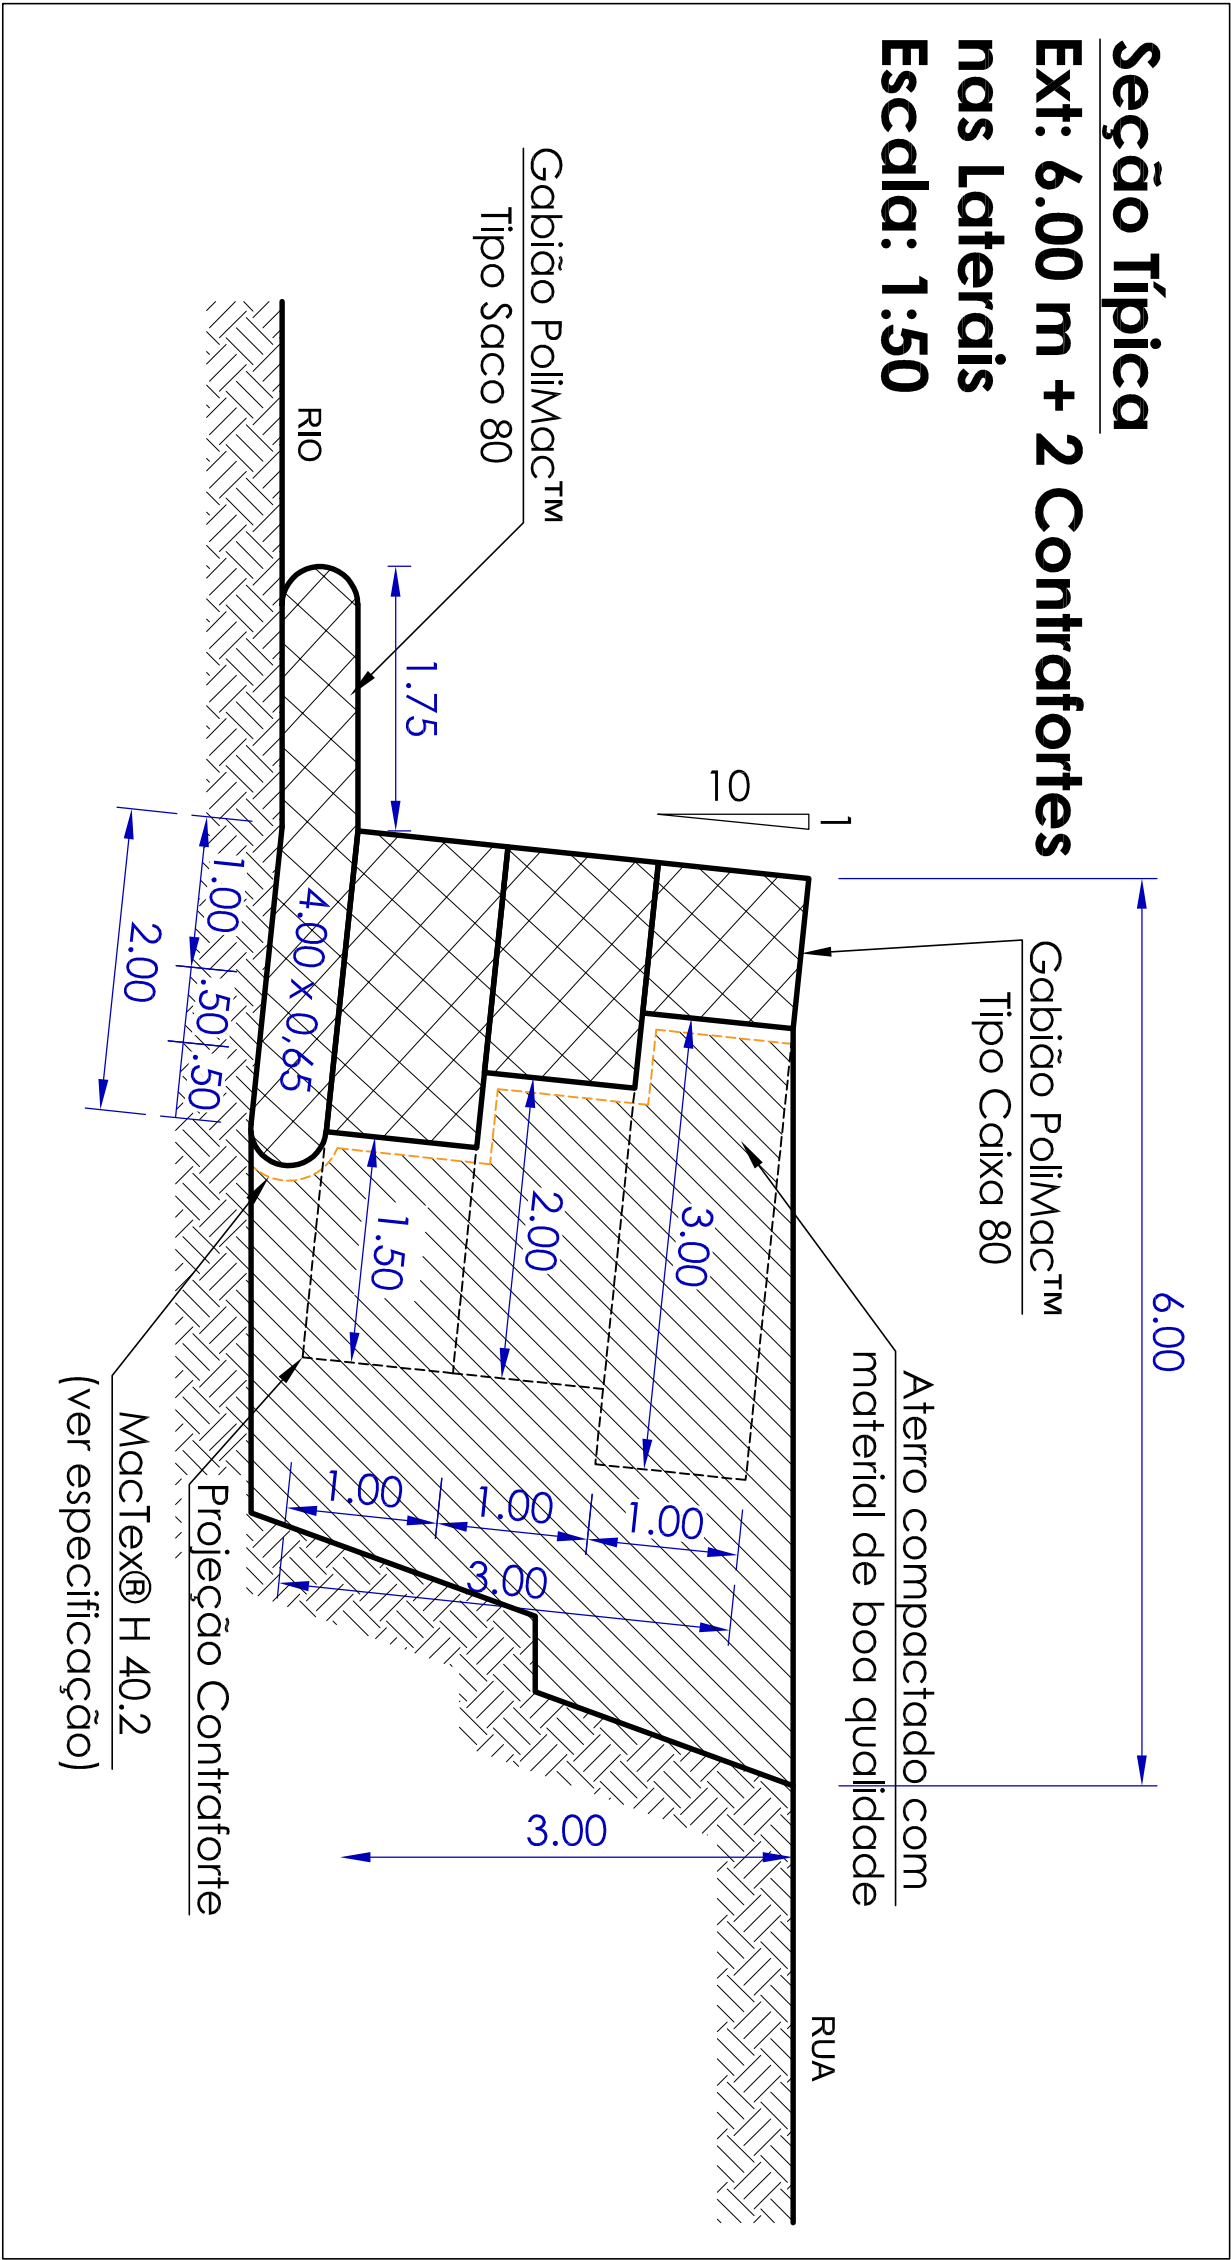 Seção Típica
Ext: 6.00 m + 2 Contrafortes
nas Laterais
Escala: 1:50
6.00
Gabião PoliMac™
Tipo Caixa 80
Aterro compactado com
material de boa qualidade
RUA
1
10
Gabião PoliMac™
Tipo Saco 80
1.75
RIO
3.00
2.00
1.50
1.00
1.00
1.00
3.00
3.00
4.00 x 0,65
1.00
.50
.50
2.00
Projeção Contraforte
MacTex® H 40.2
(ver especificação)